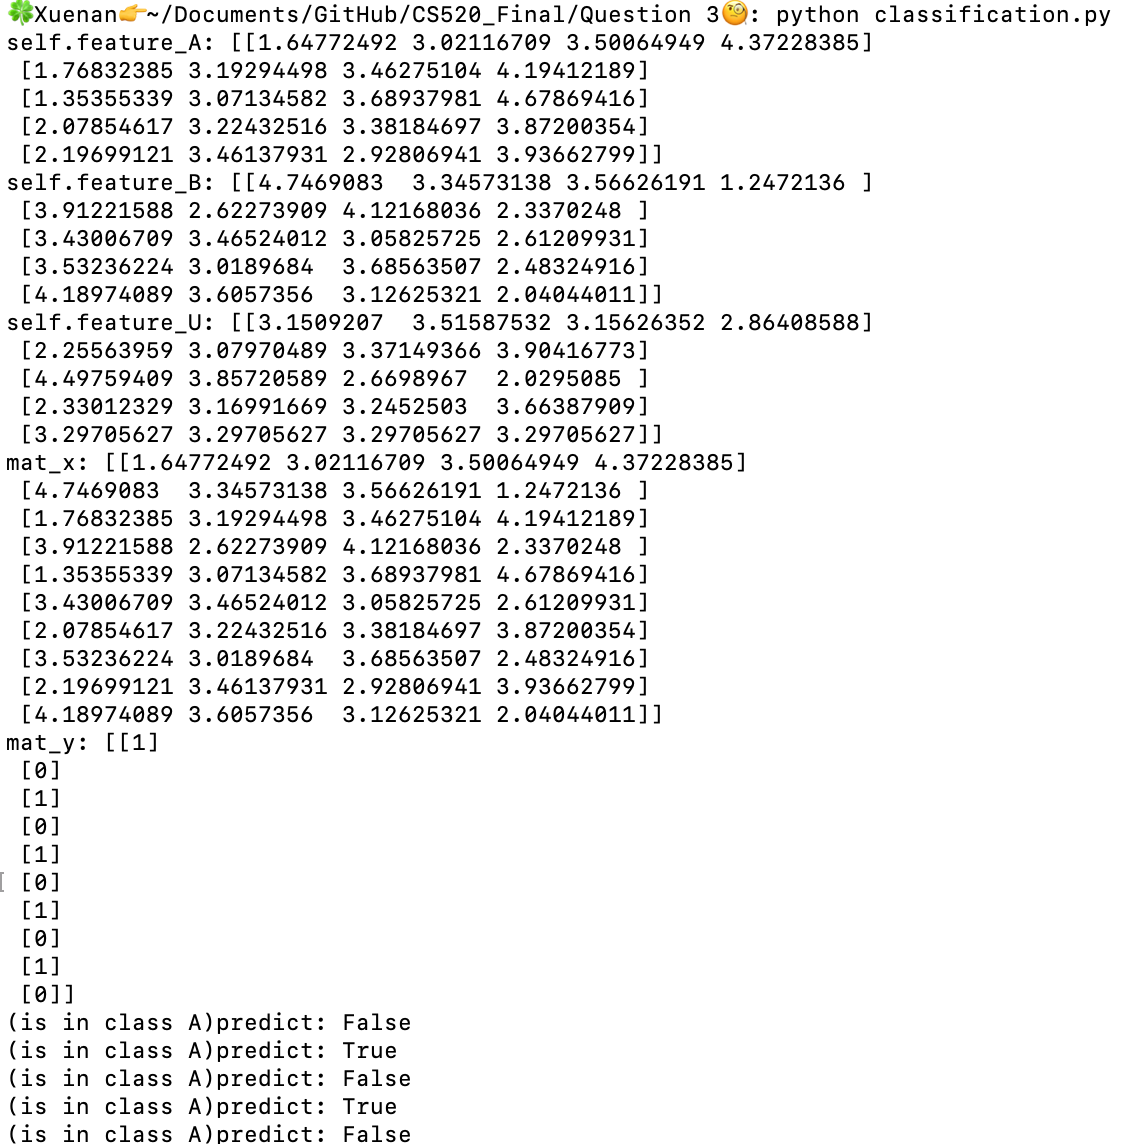 🍀Xuenan👉~/Documents/GitHub/CS520_Final/Question 3🧐: python classification.py
self.feature_A: [[1.64772492 3.02116709 3.50064949 4.37228385]
 [1.76832385 3.19294498 3.46275104 4.19412189]
 [1.35355339 3.07134582 3.68937981 4.67869416]
 [2.07854617 3.22432516 3.38184697 3.87200354]
 [2.19699121 3.46137931 2.92806941 3.93662799]]
self.feature_B: [[4.7469083  3.34573138 3.56626191 1.2472136 ]
 [3.91221588 2.62273909 4.12168036 2.3370248 ]
 [3.43006709 3.46524012 3.05825725 2.61209931]
 [3.53236224 3.0189684  3.68563507 2.48324916]
 [4.18974089 3.6057356  3.12625321 2.04044011]]
self.feature_U: [[3.1509207  3.51587532 3.15626352 2.86408588]
 [2.25563959 3.07970489 3.37149366 3.90416773]
 [4.49759409 3.85720589 2.6698967  2.0295085 ]
 [2.33012329 3.16991669 3.2452503  3.66387909]
 [3.29705627 3.29705627 3.29705627 3.29705627]]
mat_x: [[1.64772492 3.02116709 3.50064949 4.37228385]
 [4.7469083  3.34573138 3.56626191 1.2472136 ]
 [1.76832385 3.19294498 3.46275104 4.19412189]
 [3.91221588 2.62273909 4.12168036 2.3370248 ]
 [1.35355339 3.07134582 3.68937981 4.67869416]
 [3.43006709 3.46524012 3.05825725 2.61209931]
 [2.07854617 3.22432516 3.38184697 3.87200354]
 [3.53236224 3.0189684  3.68563507 2.48324916]
 [2.19699121 3.46137931 2.92806941 3.93662799]
 [4.18974089 3.6057356  3.12625321 2.04044011]]
mat_y: [[1]
 [0]
 [1]
 [0]
 [1]
[ [0]
 [1]
 [0]
 [1]
 [0]]
(is in class A)predict: False
(is in class A)predict: True
(is in class A)predict: False
(is in class A)predict: True
(is in class A)predict: False